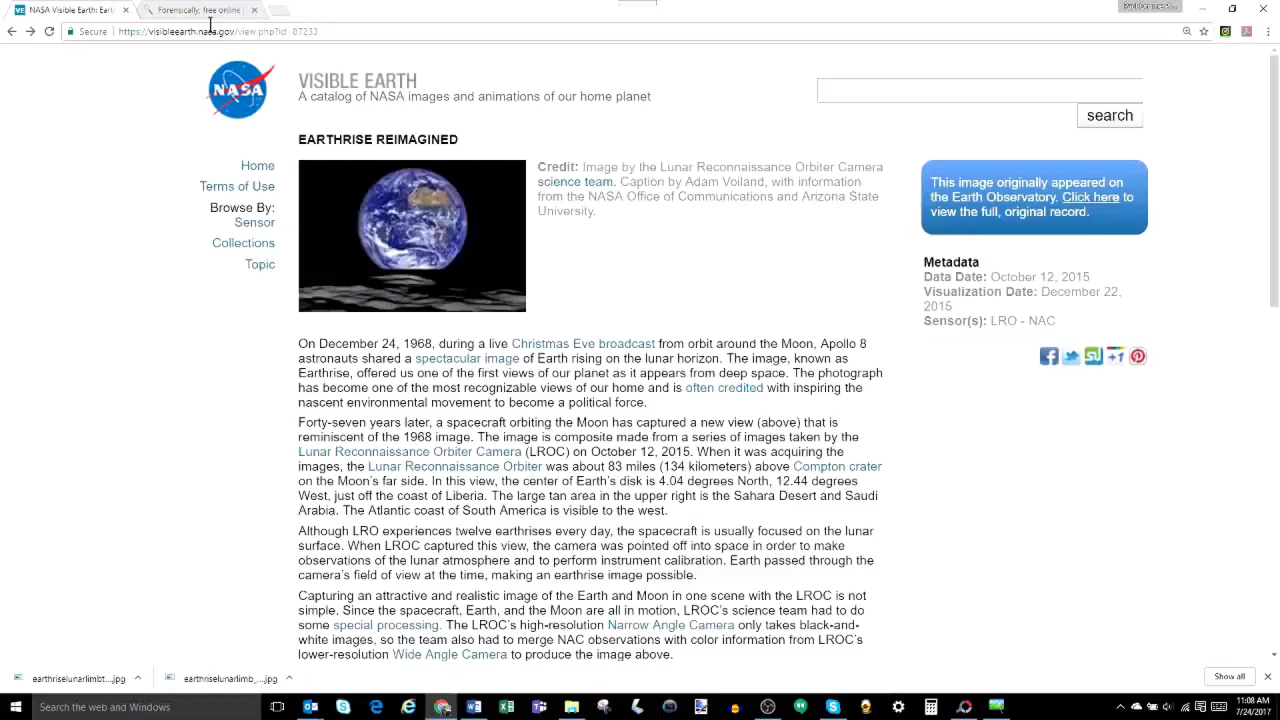 NASA Visible Earth: Eart
Forensically, free online
Secure
https://visibleearth.nasa.gov/view.php?id=87233
NASA
VISIBLE EARTH
A catalog of NASA images and animations of our home planet
search
EARTHRISE REIMAGINED
Home
Terms of Use
Browse By:
Sensor
Collections
Topic
Credit: Image by the Lunar Reconnaissance Orbiter Camera
science team. Caption by Adam Voiland, with information
from the NASA Office of Communications and Arizona State
University.
This image originally appeared on
the Earth Observatory. Click here to
view the full, original record.
Metadata
Data Date: October 12, 2015
Visualization Date: December 22,
2015
Sensor(s): LRO - NAC
On December 24, 1968, during a live Christmas Eve broadcast from orbit around the Moon, Apollo 8
astronauts shared a spectacular image of Earth rising on the lunar horizon. The image, known as
Earthrise, offered us one of the first views of our planet as it appears from deep space. The photograph
has become one of the most recognizable views of our home and is often credited with inspiring the
nascent environmental movement to become a political force.
Forty-seven years later, a spacecraft orbiting the Moon has captured a new view (above) that is
reminiscent of the 1968 image. The image is composite made from a series of images taken by the
Lunar Reconnaissance Orbiter Camera (LROC) on October 12, 2015. When it was acquiring the
images, the Lunar Reconnaissance Orbiter was about 83 miles (134 kilometers) above Compton crater
on the Moon's far side. In this view, the center of Earth's disk is 4.04 degrees North, 12.44 degrees
West, just off the coast of Liberia. The large tan area in the upper right is the Sahara Desert and Saudi
Arabia. The Atlantic coast of South America is visible to the west.
Although LRO experiences twelve earthrises every day, the spacecraft is usually focused on the lunar
surface. When LROC captured this view, the camera was pointed off into space in order to make
observations of the lunar atmosphere and to perform instrument calibration. Earth passed through the
camera's field of view at the time, making an earthrise image possible.
Capturing an attractive and realistic image of the Earth and Moon in one scene with the LROC is not
simple. Since the spacecraft, Earth, and the Moon are all in motion, LROC's science team had to do
some special processing. The LROC's high-resolution Narrow Angle Camera only takes black-and-
white images, so the team also had to merge NAC observations with color information from LROC's
lower-resolution Wide Angle Camera to produce the image above.
earthriselunarlimbt....jpg
earthriselunarlimb_....jpg
Show all
Search the web and Windows
11:08 AM
7/24/2017